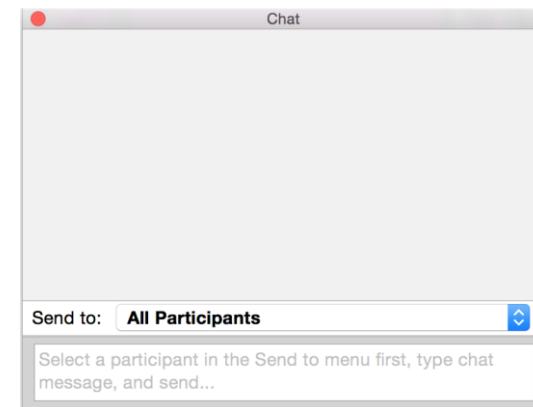 Chat
Send to: All Participants
Select a participant in the Send to menu first, type chat
message, and send...